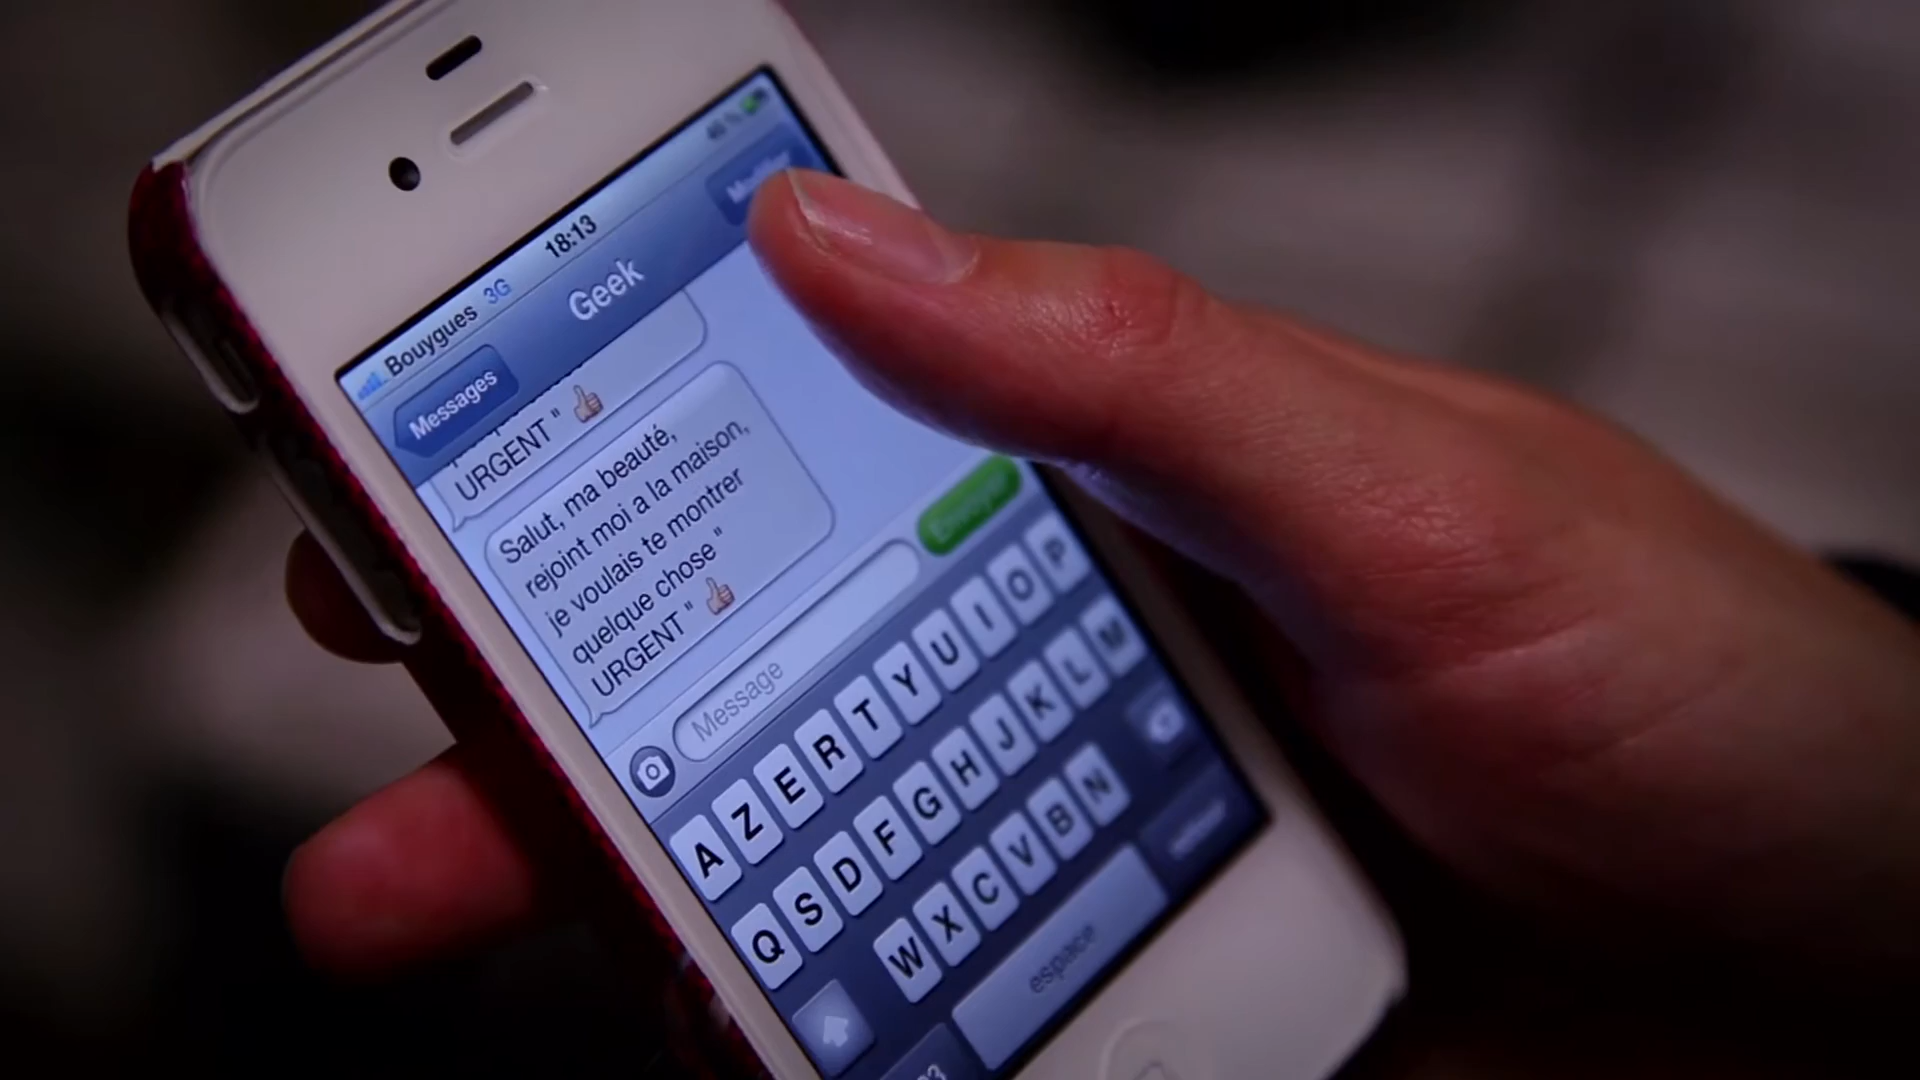 Bouygues 3G 18:13
Messages Geek
URGENT " 👍
Salut, ma beauté,
rejoint moi a la maison,
je voulais te montrer
quelque chose "
URGENT " 👍
Message
A Z E R T Y U I O P
Q S D F G H J K L M
W X C V B N
espace